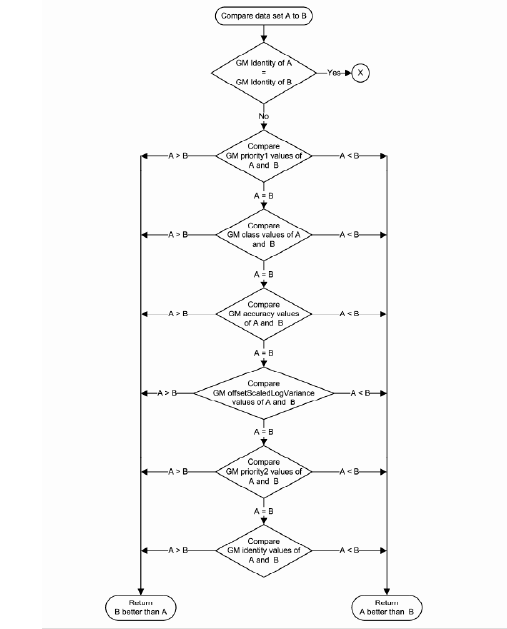 Compare data set A to B
GM Identity of A
=
GM Identity of B
Yes
X
No
Compare
GM priority1 values of
A and B
A > B
A < B
A = B
Compare
GM class values of A
and B
A > B
A < B
A = B
Compare
GM accuracy values
of A and B
A > B
A < B
A = B
Compare
GM offsetScaledLogVariance
values of A and B
A > B
A < B
A = B
Compare
GM priority2 values of
A and B
A > B
A < B
A = B
Compare
GM identity values of
A and B
A > B
A < B
Return
B better than A
Return
A better than B